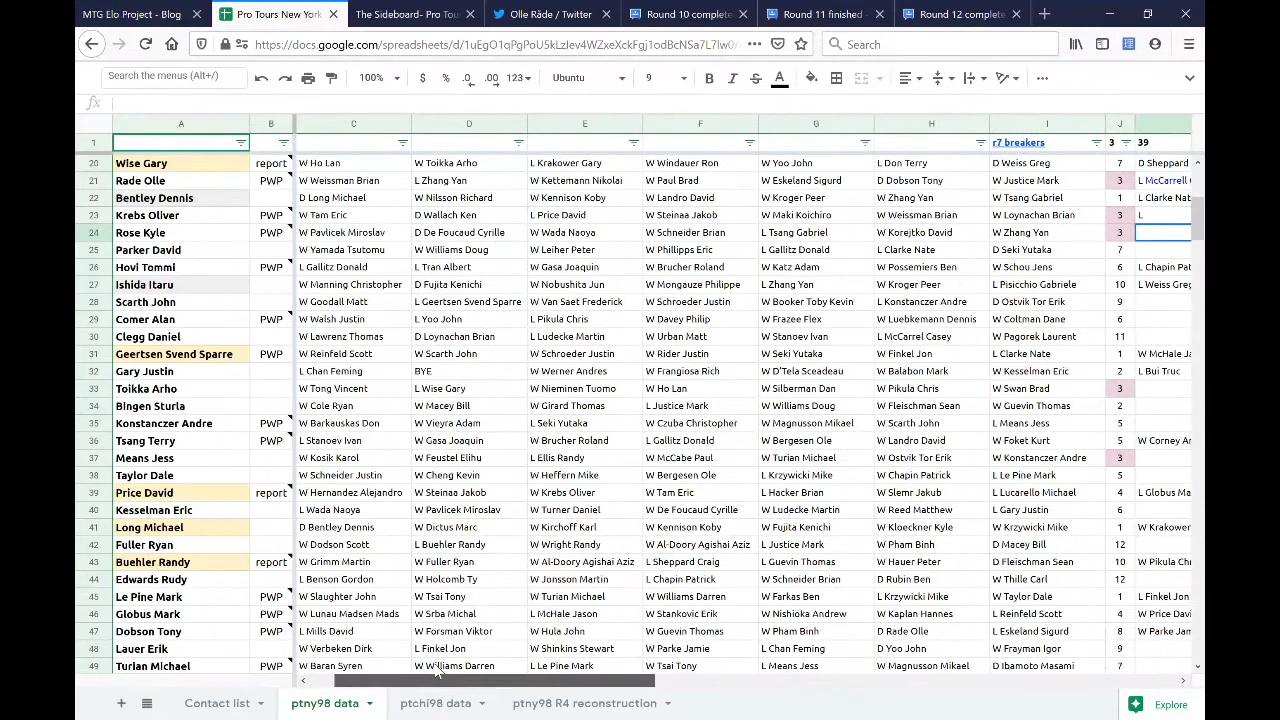 MTG Elo Project - Blog
Pro Tours New York
The Sideboard- Pro Tou
Olle Råde / Twitter
Round 10 complete
Round 11 finished -
Round 12 complete
https://docs.google.com/spreadsheets/d/
Search
Search the menus (Alt+/)
100% $ % .0 .00 123 Ubuntu 9 B I S A
fx
A B C D E F G H I J
1 r7 breakers 3 39
20 Wise Gary report W Ho Lan W Toikka Arho L Krakower Gary W Windauer Ron W Yoo John L Don Terry D Weiss Greg 7 D Sheppard
21 Rade Olle PWP W Weissman Brian L Zhang Yan W Kettemann Nikolai W Paul Brad W Eskeland Sigurd D Dobson Tony W Justice Mark 3 L McCarrell
22 Bentley Dennis D Long Michael W Nilsson Richard W Kennison Koby W Landro David W Kroger Peer W Zhang Yan W Tsang Gabriel 1 L Clarke Nat
23 Krebs Oliver PWP W Tam Eric D Wallach Ken L Price David W Steinaa Jakob W Maki Koichiro W Weissman Brian W Loynachan Brian 3 L
24 Rose Kyle PWP W Pavlicek Miroslav D De Foucaud Cyrille W Wada Naoya W Schneider Brian L Tsang Gabriel W Korejtko David W Zhang Yan 3
25 Parker David W Yamada Tsutomu W Williams Doug W Leiher Peter W Phillipps Eric L Gallitz Donald L Clarke Nate D Seki Yutaka 7
26 Hovi Tommi PWP L Gallitz Donald L Tran Albert W Gasa Joaquin W Brucher Roland W Katz Adam W Possemiers Ben W Schou Jens 6 L Chapin Pat
27 Ishida Itaru W Manning Christopher D Fujita Kenichi W Nobushita Jun W Mongauze Philippe L Zhang Yan W Kroger Peer L Pisicchio Gabriele 10 L Weiss Greg
28 Scarth John W Goodall Matt L Geertsen Svend Sparre W Van Saet Frederick W Schroeder Justin W Booker Toby Kevin L Konstanczer Andre D Ostvik Tor Erik 9
29 Comer Alan PWP W Walsh Justin L Yoo John L Pikula Chris W Davey Philip W Frazee Flex W Luebkemann Dennis W Coltman Dane 6
30 Clegg Daniel W Lawrenz Thomas D Loynachan Brian L Ludecke Martin W Urban Matt W Stanoev Ivan L McCarrel Casey W Pagorek Laurent 11
31 Geertsen Svend Sparre PWP W Reinfeld Scott W Scarth John W Schroeder Justin W Rider Justin W Seki Yutaka W Finkel Jon L Clarke Nate 1 W McHale Ja
32 Gary Justin L Chan Feming BYE W Werner Andres W Frangiosa Rich W D'Tela Sceadeau W Balabon Mark W Kesselman Eric 2 L Bui Truc
33 Toikka Arho W Tong Vincent L Wise Gary W Nieminen Tuomo W Ho Lan W Silberman Dan W Pikula Chris W Swan Brad 3
34 Bingen Sturla W Cole Ryan W Macey Bill W Girard Thomas L Justice Mark W Williams Doug W Fleischman Sean W Guevin Thomas 2
35 Konstanczer Andre PWP W Barkauskas Don W Vieyra Adam L Seki Yutaka W Czuba Christopher W Magnusson Mikael W Scarth John L Means Jess 5
36 Tsang Terry PWP L Stanoev Ivan W Gasa Joaquin W Brucher Roland L Gallitz Donald W Bergesen Ole W Landro David W Foket Kurt 5 W Corney An
37 Means Jess W Kosik Karol W Feustel Elihu L Ellis Randy W McCabe Paul W Turian Michael W Ostvik Tor Erik W Konstanczer Andre 3
38 Taylor Dale W Schneider Justin W Cheng Kevin W Heffern Mike W Bergesen Ole L Krzywicki Mike W Chapin Patrick L Le Pine Mark 5
39 Price David report W Hernandez Alejandro W Steinaa Jakob W Krebs Oliver W Tam Eric L Hacker Brian W Slemr Jakub L Lucarello Michael 4 L Globus Ma
40 Kesselman Eric L Wada Naoya W Pavlicek Miroslav W Turner Daniel W De Foucaud Cyrille W Ludecke Martin W Reed Matthew L Gary Justin 6
41 Long Michael D Bentley Dennis W Dictus Marc W Kirchoff Karl W Kennison Koby W Fujita Kenichi W Kloeckner Kyle W Krzywicki Mike 1 W Krakower
42 Fuller Ryan W Dodson Scott L Buehler Randy W Wright Randy W Al-Doory Agishai Aziz L Justice Mark W Pham Binh D Macey Bill 12
43 Buehler Randy report W Grimm Martin W Fuller Ryan W Al-Doory Agishai Aziz L Sheppard Craig L Guevin Thomas W Hauer Peter D Fleischman Sean 10 W Pikula Ch
44 Edwards Rudy L Benson Gordon W Holcomb Ty W Jonsson Martin L Chapin Patrick W Schneider Brian D Rubin Ben W Thille Carl 12
45 Le Pine Mark PWP W Slaughter John W Tsai Tony W Turian Michael W Williams Darren W Farkas Ben L Krzywicki Mike W Taylor Dale 1 L Finkel Jon
46 Globus Mark PWP W Lunau Madsen Mads W Srba Michal L McHale Jason W Stankovic Erik W Nishioka Andrew W Kaplan Hannes L Reinfeld Scott 4 W Price Davi
47 Dobson Tony PWP L Mills David W Forsman Viktor W Hula John W Guevin Thomas W Pham Binh D Rade Olle L Eskeland Sigurd 8 W Parke Jam
48 Lauer Erik W Verbeken Dirk L Finkel Jon W Shinkins Stewart W Parke Jamie L Chan Feming D Yoo John W Frayman Igor 9
49 Turian Michael PWP W Baran Syren W Williams Darren L Le Pine Mark W Tsai Tony L Means Jess W Magnusson Mikael D Ibamoto Masami 7
Contact list ptny98 data ptchi98 data ptny98 R4 reconstruction Explore